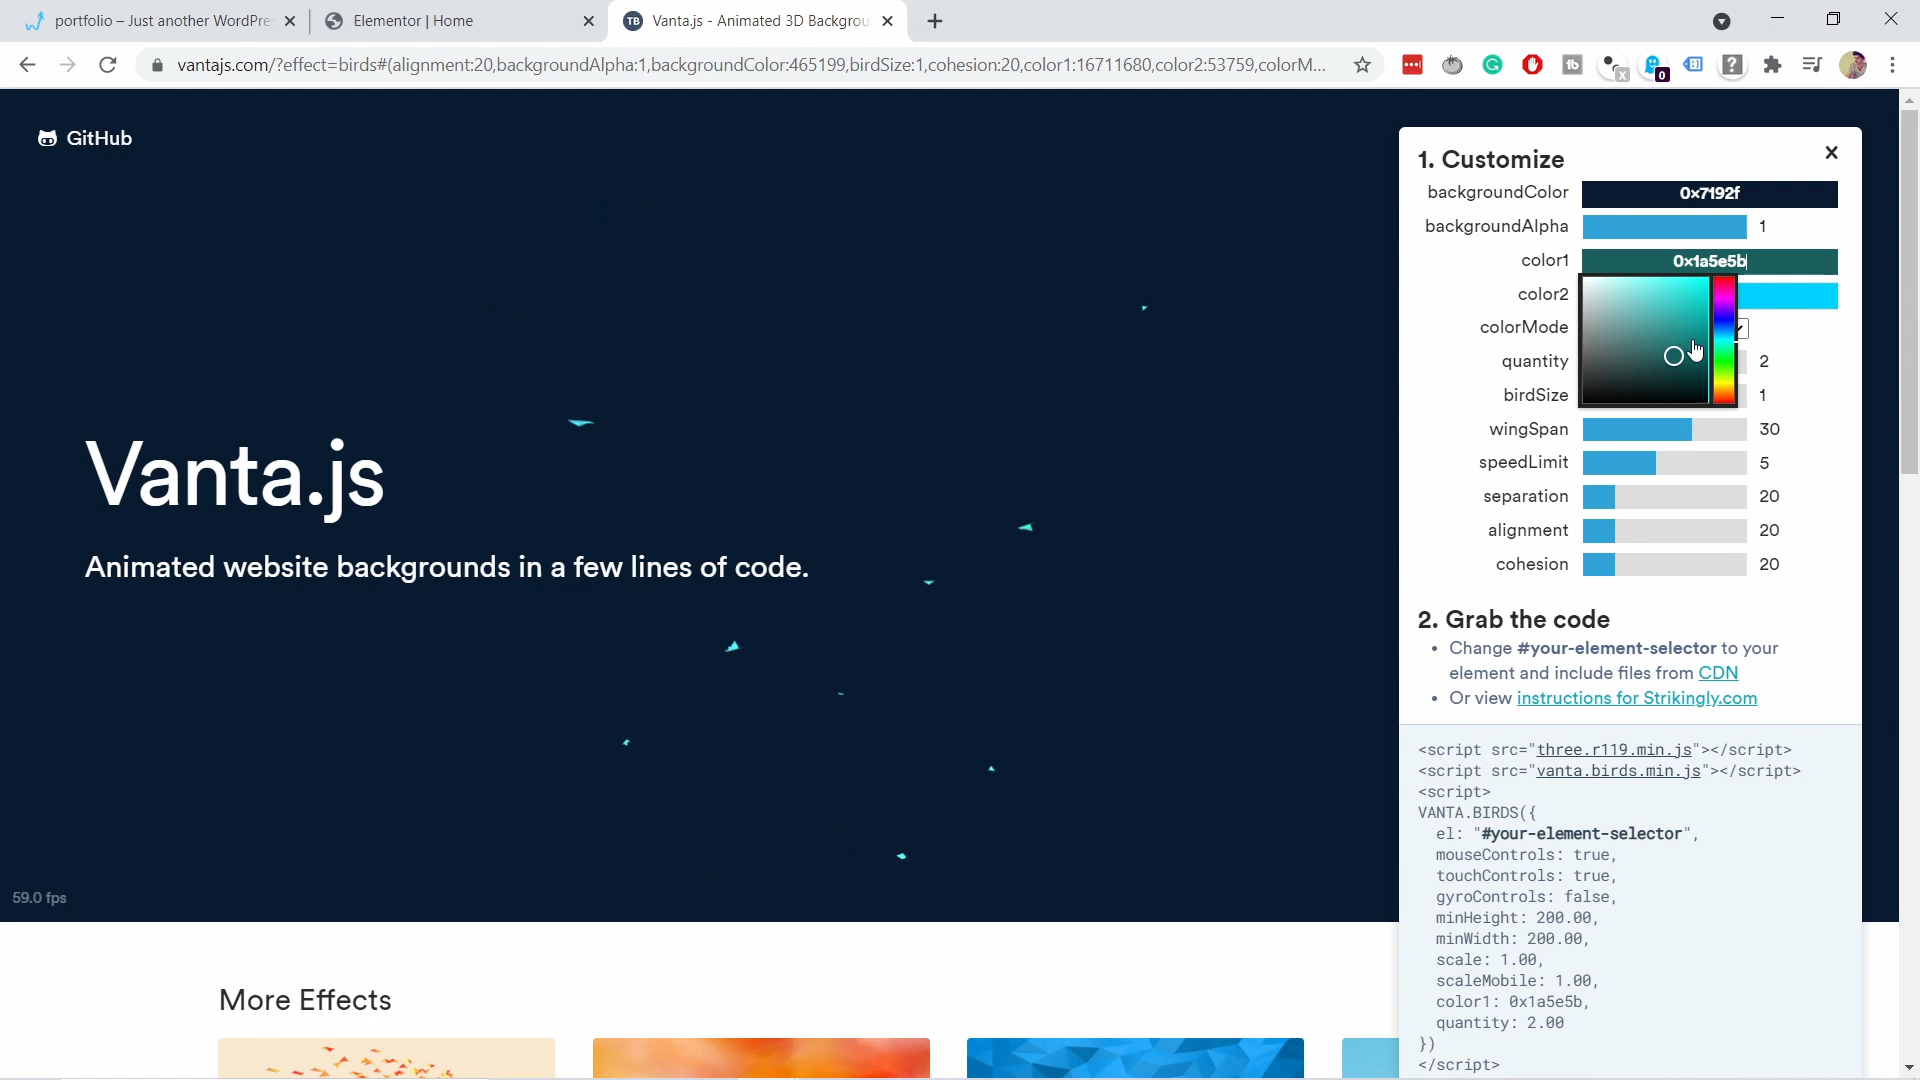 portfolio – Just another WordPre
Elementor | Home
TB Vanta.js - Animated 3D Backgrou
vantajs.com/?effect=birds#(alignment:20,backgroundAlpha:1,backgroundColor:465199,birdSize:1,cohesion:20,color1:16711680,color2:53759,colorM...
GitHub
Vanta.js
Animated website backgrounds in a few lines of code.
59.0 fps
More Effects
1. Customize
backgroundColor 0x7192f
backgroundAlpha 1
color1 0x1a5e5b
color2
colorMode
quantity 2
birdSize 1
wingSpan 30
speedLimit 5
separation 20
alignment 20
cohesion 20
2. Grab the code
• Change #your-element-selector to your
element and include files from CDN
• Or view instructions for Strikingly.com
<script src="three.r119.min.js"></script>
<script src="vanta.birds.min.js"></script>
<script>
VANTA.BIRDS({
el: "#your-element-selector",
mouseControls: true,
touchControls: true,
gyroControls: false,
minHeight: 200.00,
minWidth: 200.00,
scale: 1.00,
scaleMobile: 1.00,
color1: 0x1a5e5b,
quantity: 2.00
})
</script>